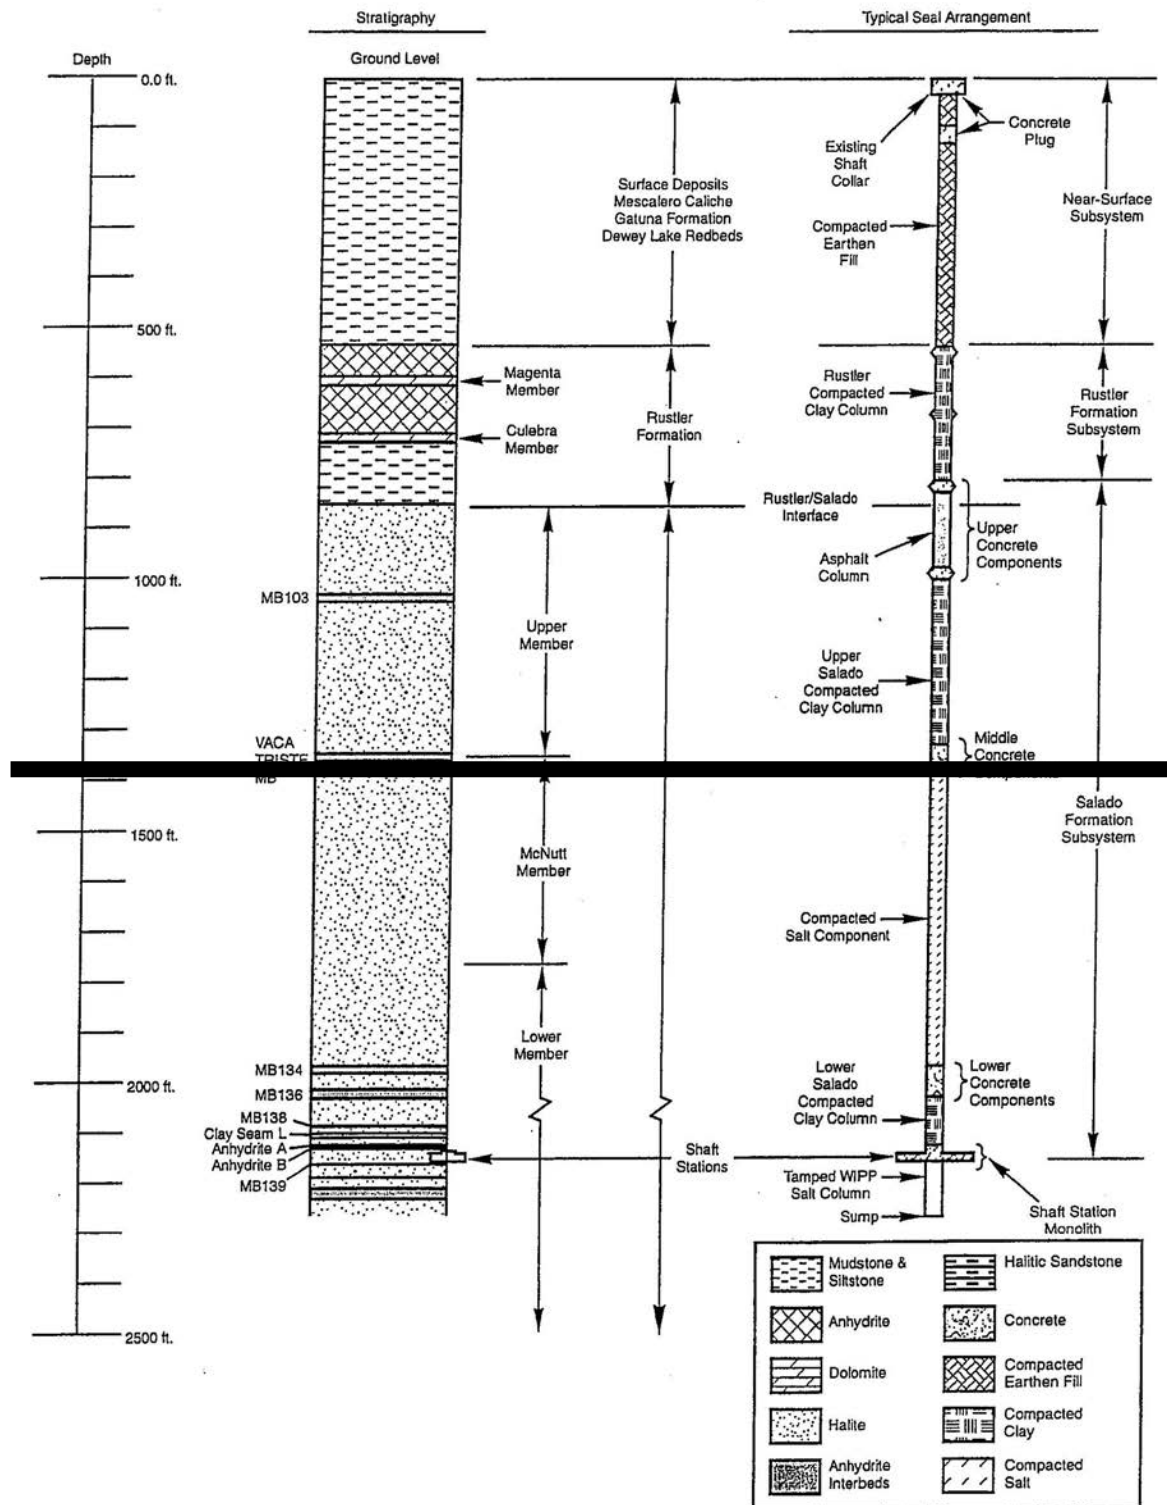 Stratigraphy
Typical Seal Arrangement
Depth
Ground Level
0.0 ft.
500 ft.
1000 ft.
1500 ft.
2000 ft.
2500 ft.
Surface Deposits
Mescalero Caliche
Gatuna Formation
Dewey Lake Redbeds
Magenta
Member
Culebra
Member
Rustler
Formation
MB103
Upper
Member
VACA
TRISTE
MB
McNutt
Member
Lower
Member
MB134
MB136
MB138
Clay Seam L
Anhydrite A
Anhydrite B
MB139
Shaft
Stations
Existing
Shaft
Collar
Concrete
Plug
Compacted
Earthen
Fill
Near-Surface
Subsystem
Rustler
Compacted
Clay Column
Rustler
Formation
Subsystem
Rustler/Salado
Interface
Asphalt
Column
Upper
Concrete
Components
Upper
Salado
Compacted
Clay Column
Middle
Concrete
Salado
Formation
Subsystem
Compacted
Salt Component
Lower
Salado
Compacted
Clay Column
Lower
Concrete
Components
Tamped WIPP
Salt Column
Sump
Shaft Station
Monolith
Mudstone &
Siltstone
Halitic Sandstone
Anhydrite
Concrete
Dolomite
Compacted
Earthen Fill
Halite
Compacted
Clay
Anhydrite
Interbeds
Compacted
Salt